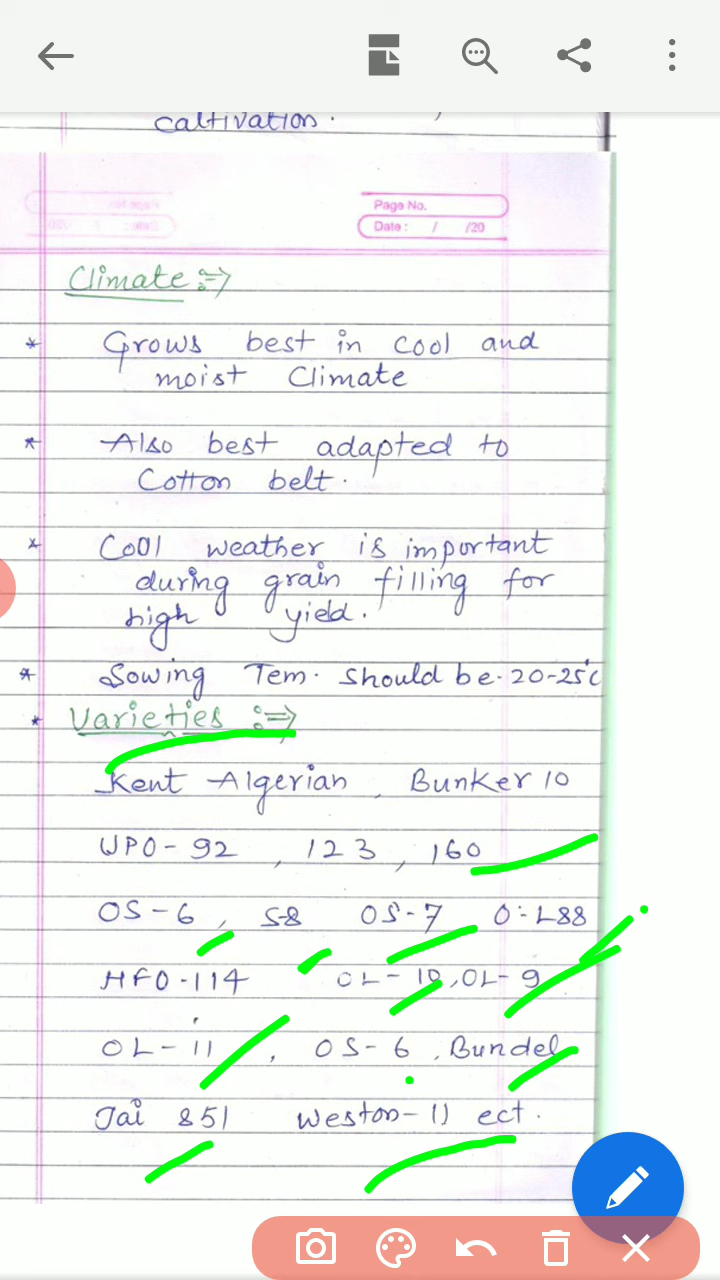 caltivation.
Page No.
Date : / /20
Climate :⇒
* Grows best in cool and
moist Climate
* Also best adapted to
Cotton belt.
* Cool weather is important
during grain filling for
high yield.
* Sowing Tem. should be. 20-25°c
* Varieties :⇒
Kent Algerian, Bunker 10
UPO-92, 123, 160
OS-6, S-8 OS-7 O:-L88
HFO-114 OL-10, OL-9
OL-11, OS-6, Bundel
Jai 851 Weston-11 ect.